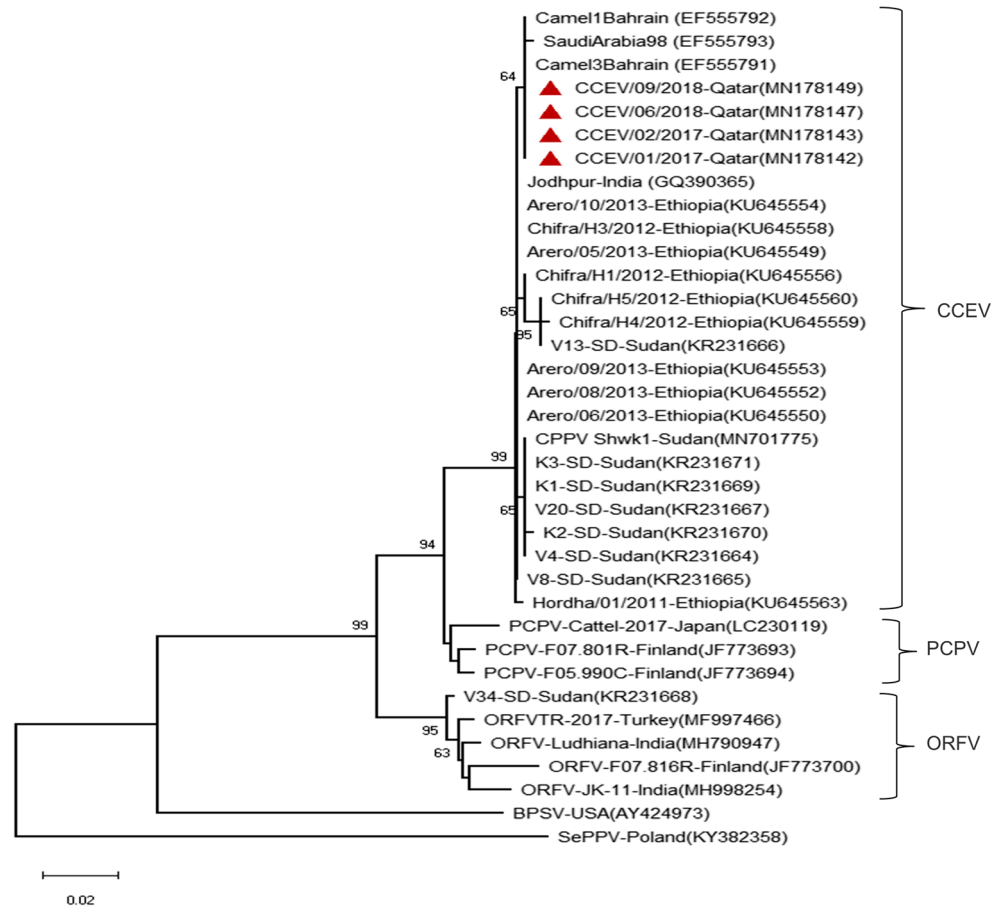 Camel1Bahrain (EF555792)
SaudiArabia98 (EF555793)
Camel3Bahrain (EF555791)
64
CCEV/09/2018-Qatar(MN178149)
CCEV/06/2018-Qatar(MN178147)
CCEV/02/2017-Qatar(MN178143)
CCEV/01/2017-Qatar(MN178142)
Jodhpur-India (GQ390365)
Arero/10/2013-Ethiopia(KU645554)
Chifra/H3/2012-Ethiopia(KU645558)
Arero/05/2013-Ethiopia(KU645549)
Chifra/H1/2012-Ethiopia(KU645556)
Chifra/H5/2012-Ethiopia(KU645560)
CCEV
65
Chifra/H4/2012-Ethiopia(KU645559)
95
V13-SD-Sudan(KR231666)
Arero/09/2013-Ethiopia(KU645553)
Arero/08/2013-Ethiopia(KU645552)
Arero/06/2013-Ethiopia(KU645550)
CPPV Shwk1-Sudan(MN701775)
99
K3-SD-Sudan(KR231671)
K1-SD-Sudan(KR231669)
65
V20-SD-Sudan(KR231667)
K2-SD-Sudan(KR231670)
94
V4-SD-Sudan(KR231664)
V8-SD-Sudan(KR231665)
Hordha/01/2011-Ethiopia(KU645563)
99
PCPV-Cattel-2017-Japan(LC230119)
PCPV-F07.801R-Finland(JF773693)
PCPV
PCPV-F05.990C-Finland(JF773694)
V34-SD-Sudan(KR231668)
95
ORFVTR-2017-Turkey(MF997466)
63
ORFV-Ludhiana-India(MH790947)
ORFV
ORFV-F07.816R-Finland(JF773700)
ORFV-JK-11-India(MH998254)
BPSV-USA(AY424973)
SePPV-Poland(KY382358)
0.02